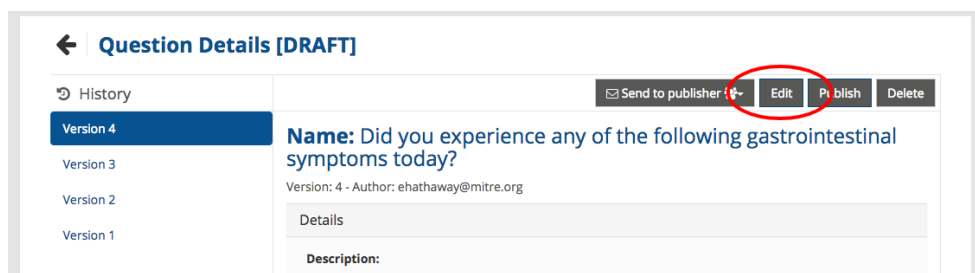 Question Details [DRAFT]
History
Send to publisher Edit Publish Delete
Version 4
Version 3
Version 2
Version 1
Name: Did you experience any of the following gastrointestinal
symptoms today?
Version: 4 - Author: ehathaway@mitre.org
Details
Description: